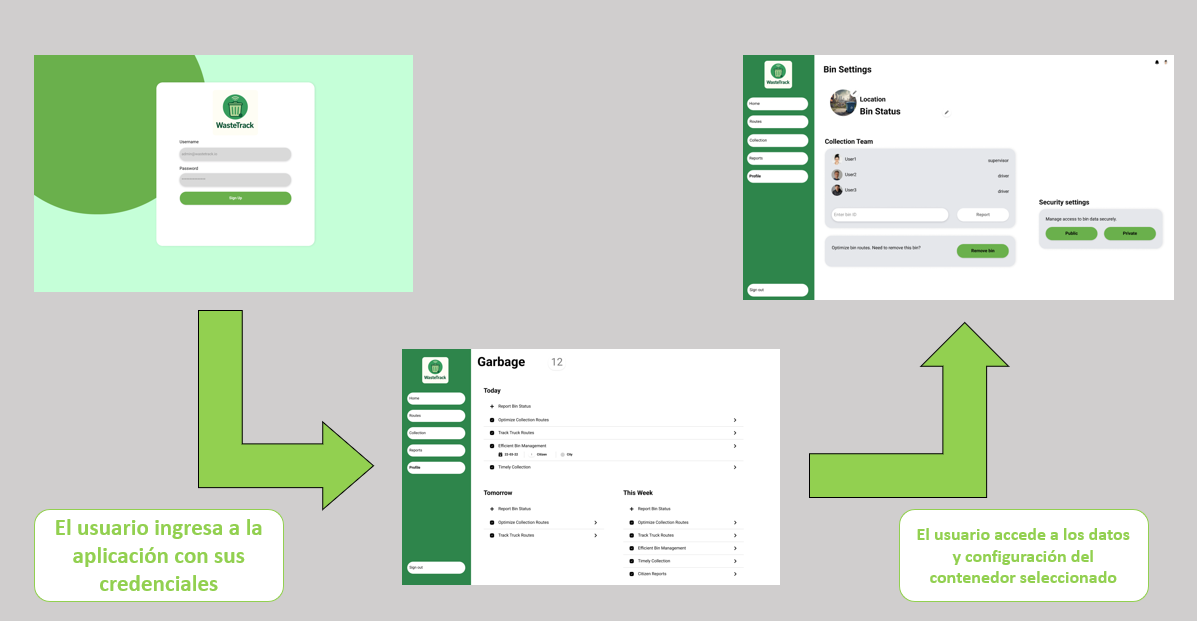 WasteTrack
Username
admin@wastetrack.io
Password
Sign Up
El usuario ingresa a la
aplicación con sus
credenciales
WasteTrack
Home
Routes
Collection
Reports
Profile
Sign out
Garbage 12
Today
Report Bin Status
Optimize Collection Routes
Track Truck Routes
Efficient Bin Management
City
Timely Collection
Tomorrow
Report Bin Status
Optimize Collection Routes
Track Truck Routes
This Week
Report Bin Status
Optimize Collection Routes
Track Truck Routes
Efficient Bin Management
Timely Collection
Citizen Reports
WasteTrack
Home
Routes
Collection
Reports
Profile
Sign out
Bin Settings
Location
Bin Status
Collection Team
User1 supervisor
User2 driver
User3 driver
Enter bin ID Report
Optimize bin routes. Need to remove this bin? Remove bin
Security settings
Manage access to bin data securely.
Public Private
El usuario accede a los datos
y configuración del
contenedor seleccionado